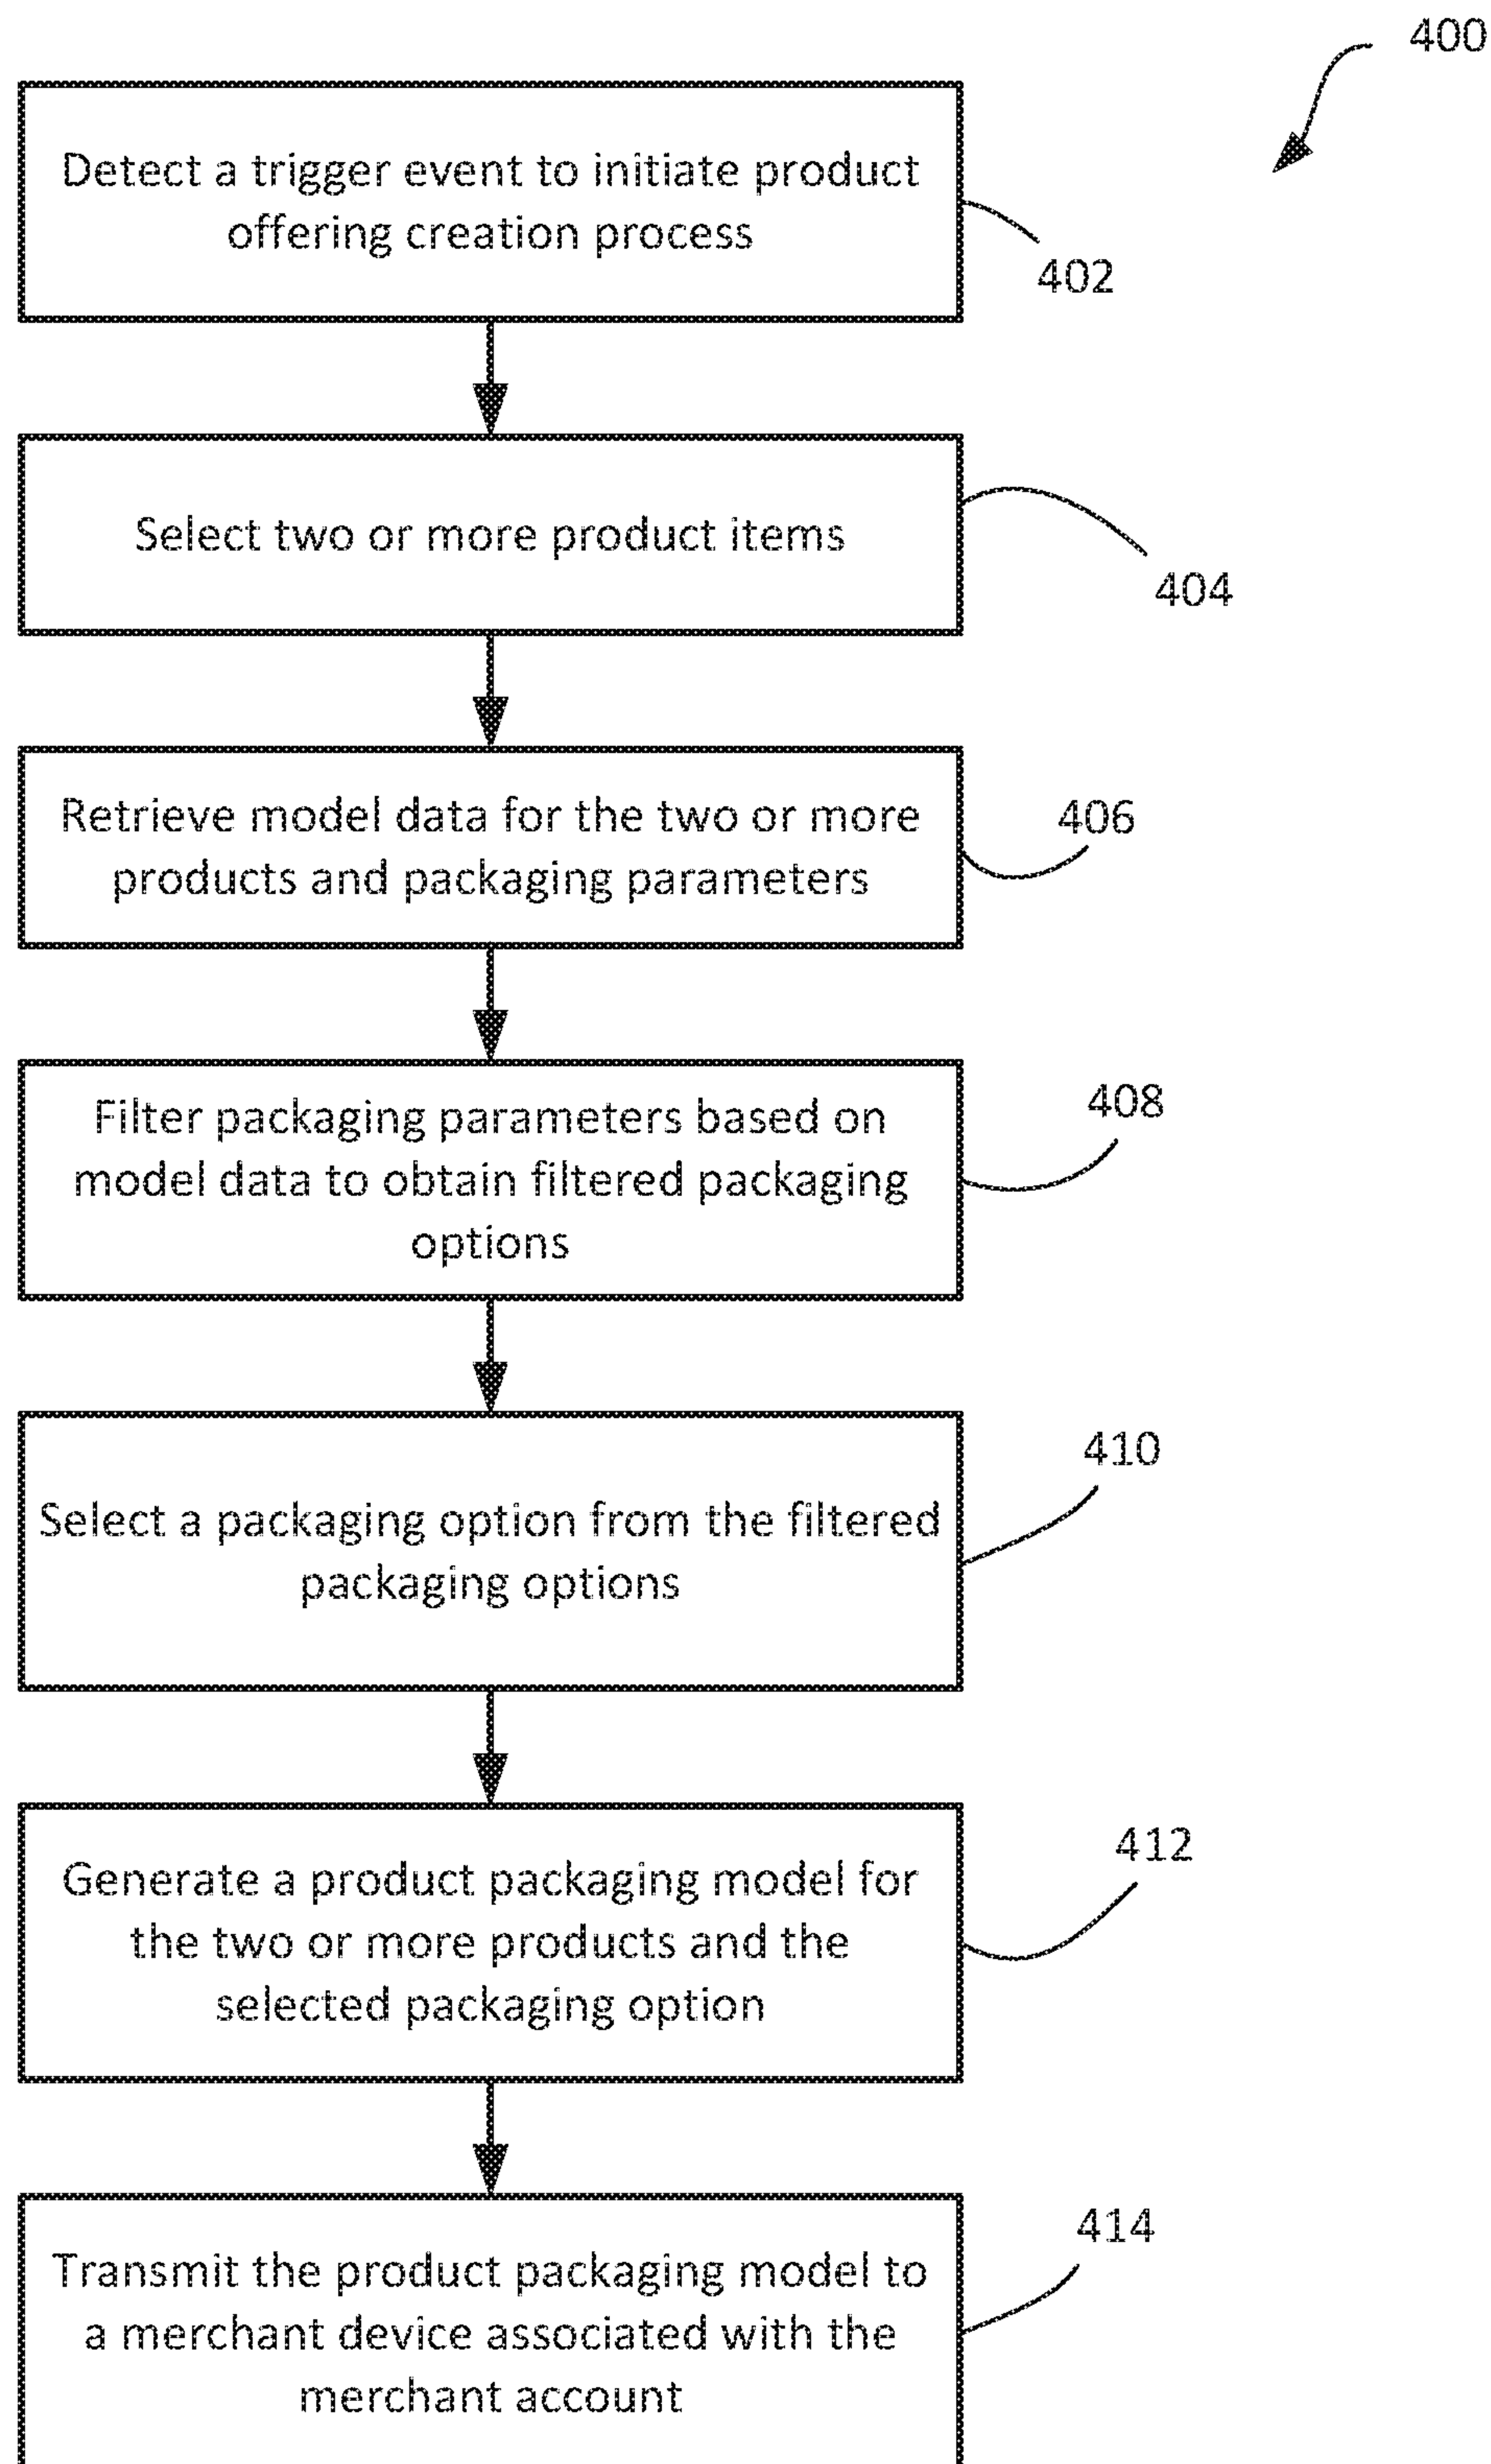 400
Detect a trigger event to initiate product
offering creation process
402
Select two or more product items
404
Retrieve model data for the two or more
products and packaging parameters
406
Filter packaging parameters based on
model data to obtain filtered packaging
options
408
Select a packaging option from the filtered
packaging options
410
Generate a product packaging model for
the two or more products and the
selected packaging option
412
Transmit the product packaging model to
a merchant device associated with the
merchant account
414